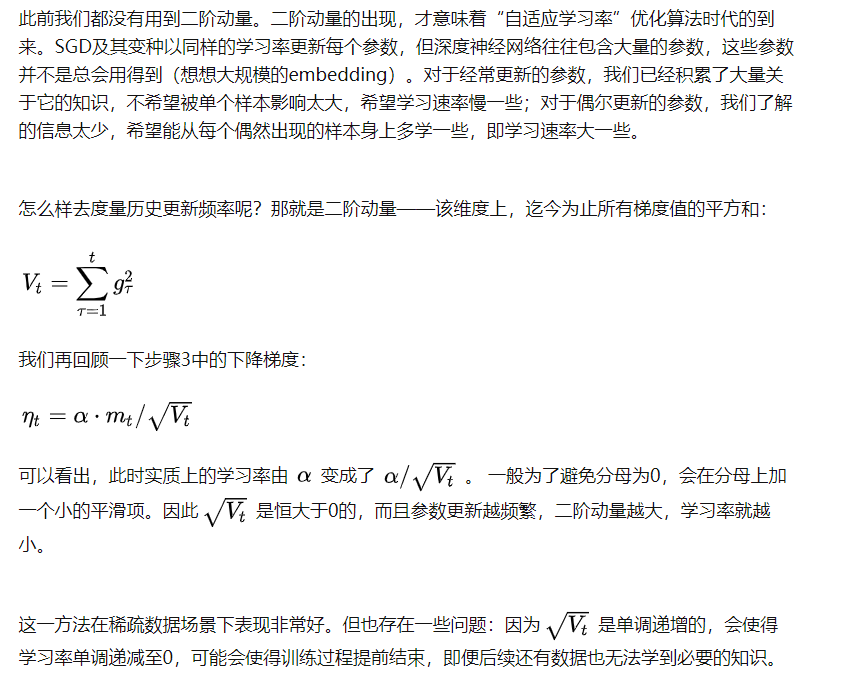 此前我们都没有用到二阶动量。二阶动量的出现，才意味着“自适应学习率”优化算法时代的到
来。SGD及其变种以同样的学习率更新每个参数，但深度神经网络往往包含大量的参数，这些参数
并不是总会用得到（想想大规模的embedding）。对于经常更新的参数，我们已经积累了大量关
于它的知识，不希望被单个样本影响太大，希望学习速率慢一些；对于偶尔更新的参数，我们了解
的信息太少，希望能从每个偶然出现的样本身上多学一些，即学习速率大一些。
怎么样去度量历史更新频率呢？那就是二阶动量——该维度上，迄今为止所有梯度值的平方和：
$V_t = \sum_{\tau=1}^{t} g_\tau^2$
我们再回顾一下步骤3中的下降梯度：
$\eta_t = \alpha \cdot m_t / \sqrt{V_t}$
可以看出，此时实质上的学习率由 $\alpha$ 变成了 $\alpha / \sqrt{V_t}$ 。 一般为了避免分母为0，会在分母上加
一个小的平滑项。因此 $\sqrt{V_t}$ 是恒大于0的，而且参数更新越频繁，二阶动量越大，学习率就越
小。
这一方法在稀疏数据场景下表现非常好。但也存在一些问题：因为 $\sqrt{V_t}$ 是单调递增的，会使得
学习率单调递减至0，可能会使得训练过程提前结束，即便后续还有数据也无法学到必要的知识。